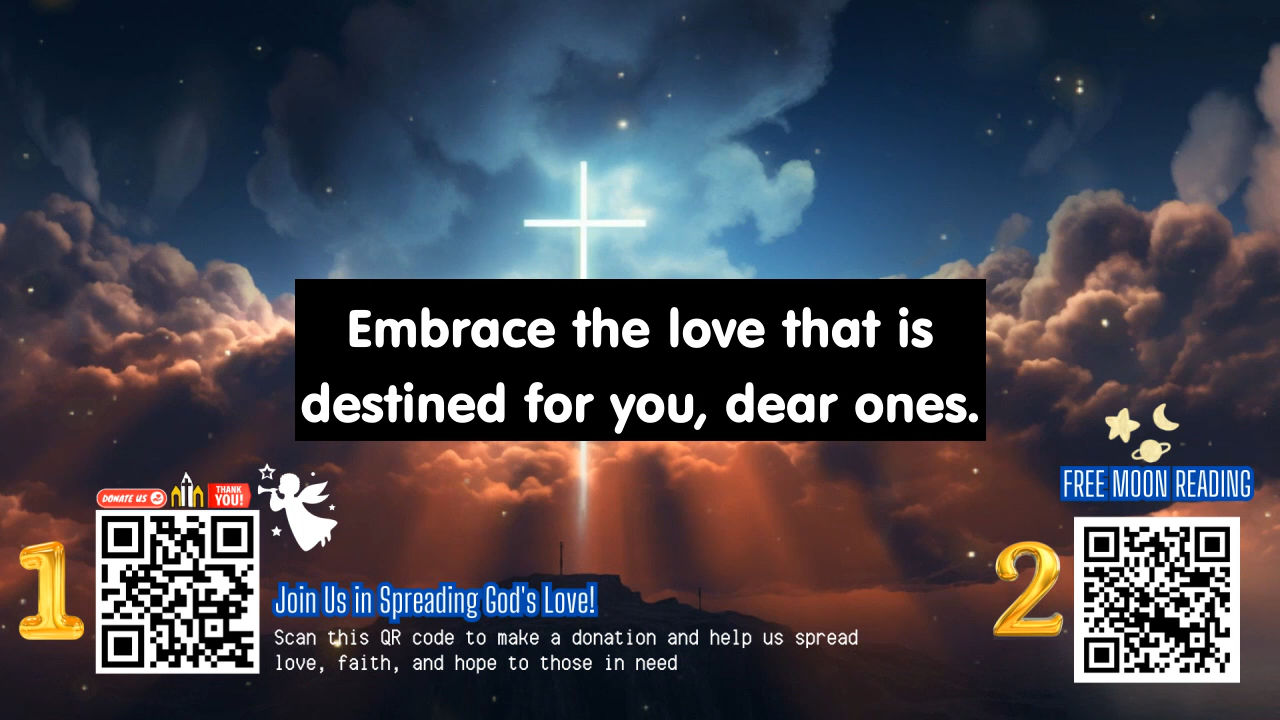 Embrace the love that is
destined for you, dear ones.
FREE MOON READING
DONATE US
THANK
YOU!
1
2
Join Us in Spreading God's Love!
Scan this QR code to make a donation and help us spread
love, faith, and hope to those in need